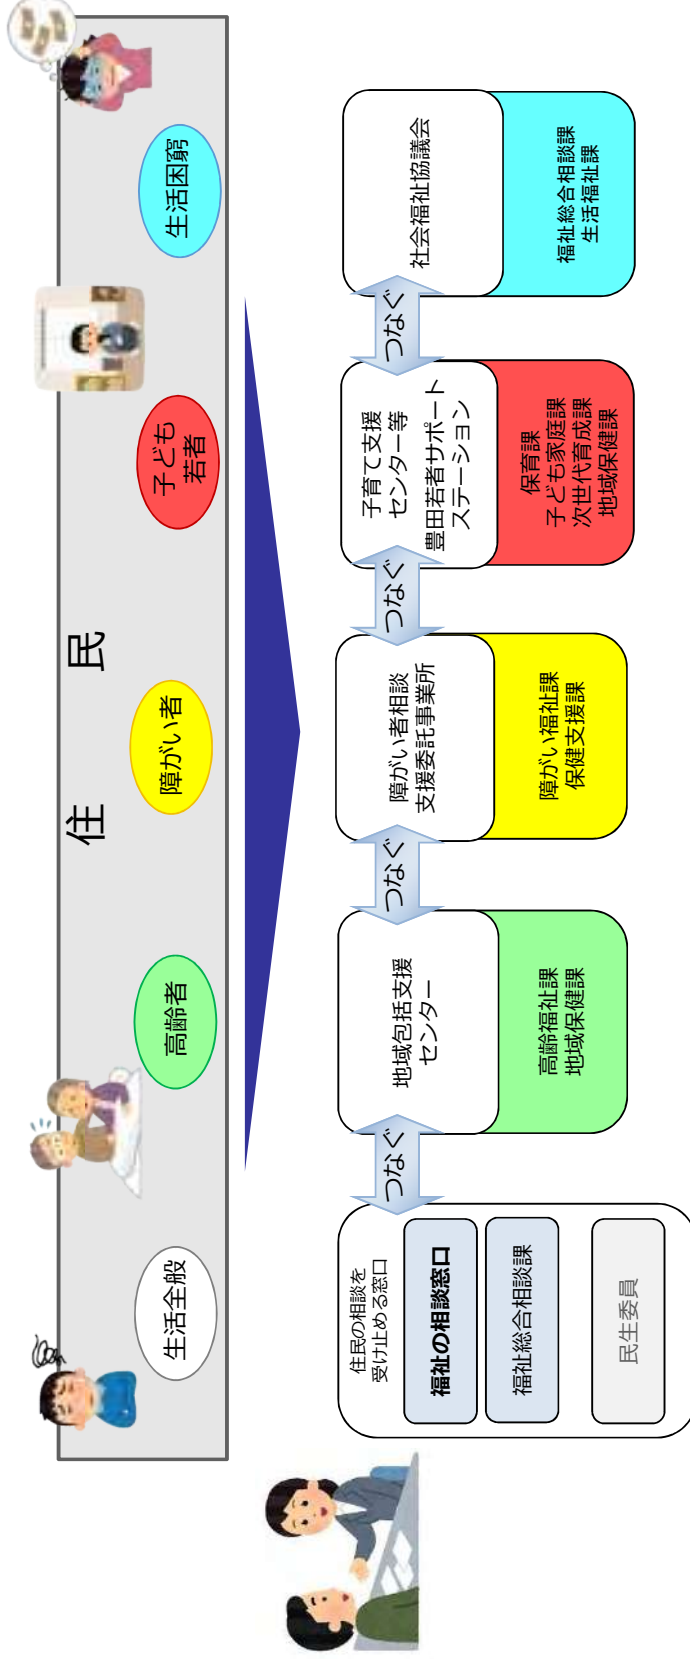 住　民
生活全般
高齢者
障がい者
子ども
若者
生活困窮
住民の相談を
受け止める窓口
福祉の相談窓口
福祉総合相談課
民生委員
つなぐ
地域包括支援
センター
高齢福祉課
地域保健課
つなぐ
障がい者相談
支援委託事業所
障がい福祉課
保健支援課
つなぐ
子育て支援
センター等
豊田若者サポート
ステーション
保育課
子ども家庭課
次世代育成課
地域保健課
つなぐ
社会福祉協議会
福祉総合相談課
生活福祉課